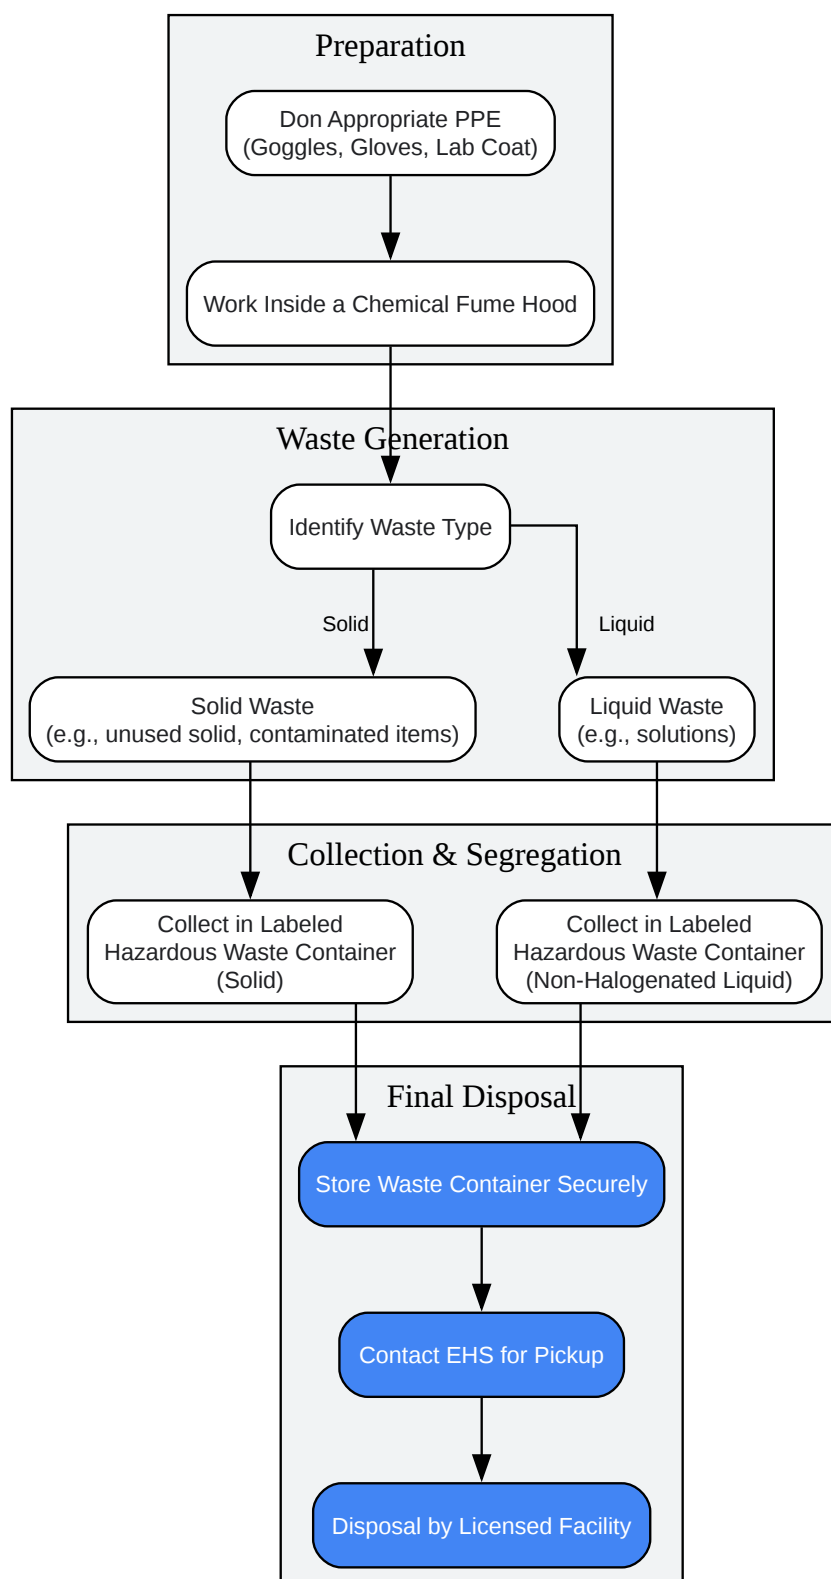 Preparation
Don Appropriate PPE
(Goggles, Gloves, Lab Coat)
Work Inside a Chemical Fume Hood
Waste Generation
Identify Waste Type
Solid
Liquid
Solid Waste
(e.g., unused solid, contaminated items)
Liquid Waste
(e.g., solutions)
Collection & Segregation
Collect in Labeled
Hazardous Waste Container
(Solid)
Collect in Labeled
Hazardous Waste Container
(Non-Halogenated Liquid)
Final Disposal
Store Waste Container Securely
Contact EHS for Pickup
Disposal by Licensed Facility